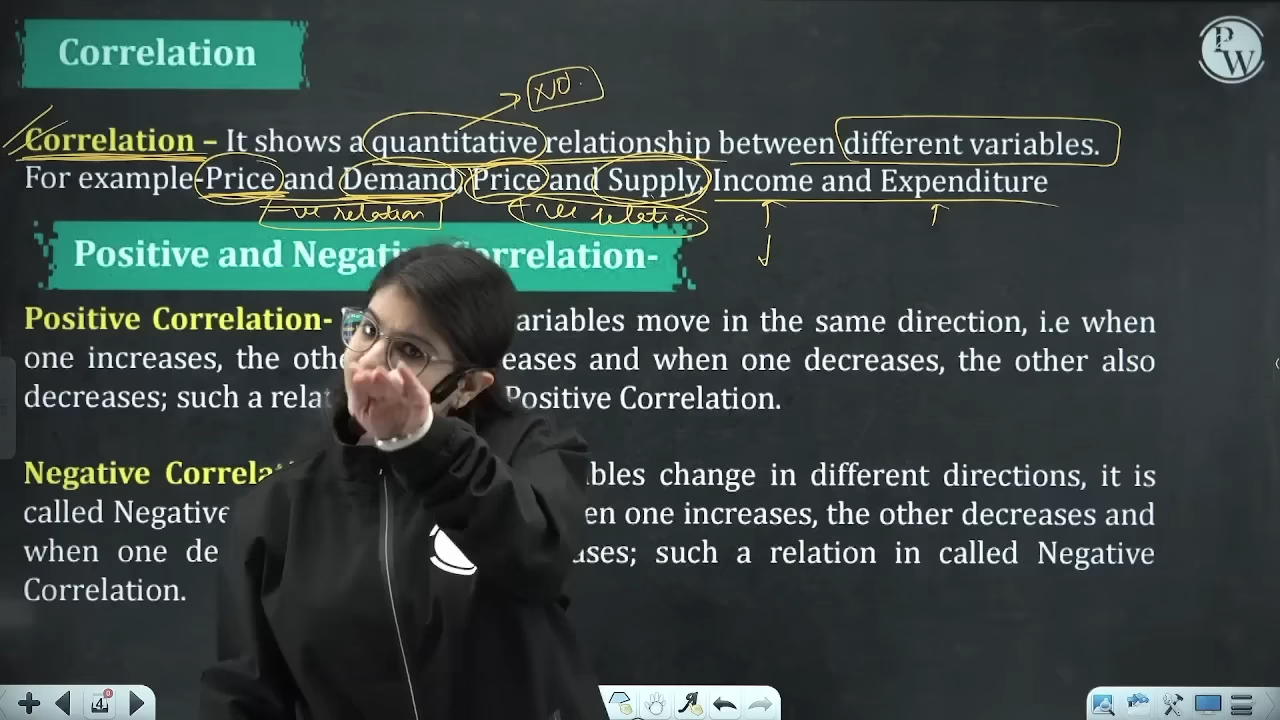 Correlation
PW
NO.
Correlation – It shows a quantitative relationship between different variables.
For example-Price and Demand, Price and Supply, Income and Expenditure
-ve relation
+ve relation
Positive and Negati orrelation-
Positive Correlation- ariables move in the same direction, i.e when
one increases, the othe eases and when one decreases, the other also
decreases; such a relat Positive Correlation.
Negative Correlat bles change in different directions, it is
called Negative en one increases, the other decreases and
when one de ases; such a relation in called Negative
Correlation.
4